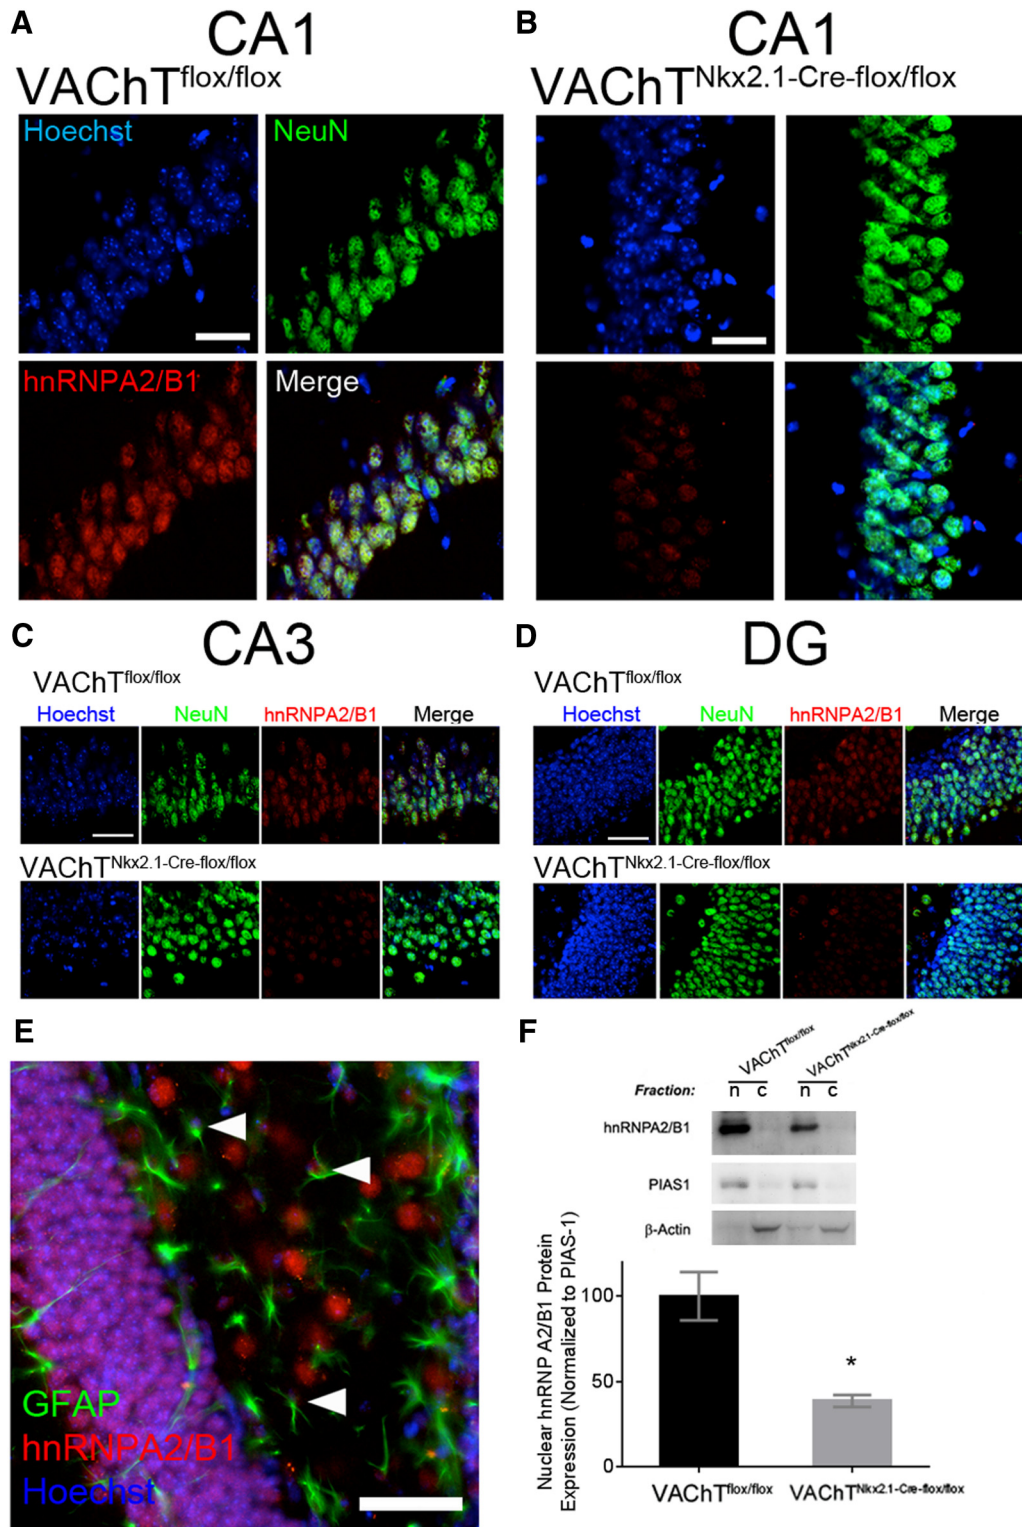 A
CA1
VAChTflox/flox
Hoechst
NeuN
hnRNPA2/B1
Merge
B
CA1
VAChTNkx2.1-Cre-flox/flox
C
CA3
VAChTflox/flox
Hoechst NeuN hnRNPA2/B1 Merge
VAChTNkx2.1-Cre-flox/flox
D
DG
VAChTflox/flox
Hoechst NeuN hnRNPA2/B1 Merge
VAChTNkx2.1-Cre-flox/flox
E
GFAP
hnRNPA2/B1
Hoechst
F
VAChTflox/flox
VAChTNkx2.1-Cre-flox/flox
Fraction: n c n c
hnRNPA2/B1
PIAS1
β-Actin
Nuclear hnRNP A2/B1 Protein
Expression (Normalized to PIAS-1)
100
50
0
*
VAChTflox/flox
VAChTNkx2.1-Cre-flox/flox